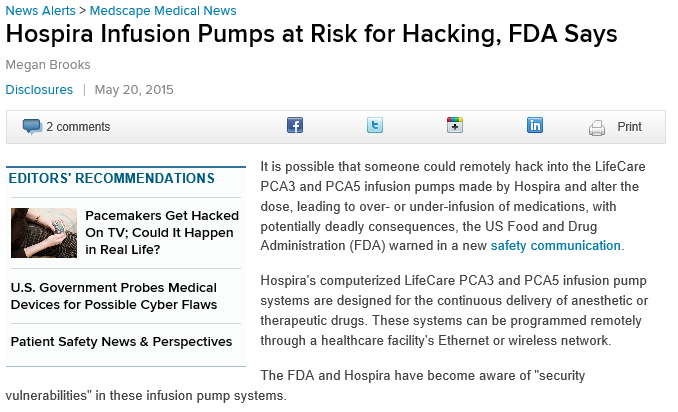 News Alerts > Medscape Medical News
Hospira Infusion Pumps at Risk for Hacking, FDA Says
Megan Brooks
Disclosures | May 20, 2015
2 comments
Print
EDITORS' RECOMMENDATIONS
Pacemakers Get Hacked
On TV; Could It Happen
in Real Life?
U.S. Government Probes Medical
Devices for Possible Cyber Flaws
Patient Safety News & Perspectives
It is possible that someone could remotely hack into the LifeCare
PCA3 and PCA5 infusion pumps made by Hospira and alter the
dose, leading to over- or under-infusion of medications, with
potentially deadly consequences, the US Food and Drug
Administration (FDA) warned in a new safety communication.
Hospira's computerized LifeCare PCA3 and PCA5 infusion pump
systems are designed for the continuous delivery of anesthetic or
therapeutic drugs. These systems can be programmed remotely
through a healthcare facility's Ethernet or wireless network.
The FDA and Hospira have become aware of "security
vulnerabilities" in these infusion pump systems.